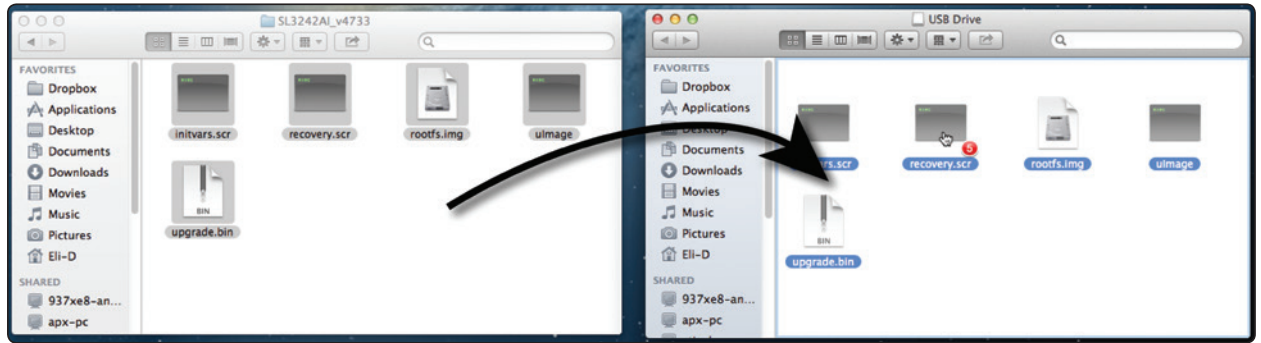 SL3242AI_v4733
FAVORITES
Dropbox
Applications
Desktop
Documents
Downloads
Movies
Music
Pictures
Eli-D
SHARED
937xe8-an...
apx-pc
initvars.scr
recovery.scr
rootfs.img
uImage
BIN
upgrade.bin
USB Drive
FAVORITES
Dropbox
Applications
Desktop
Documents
Downloads
Movies
Music
Pictures
Eli-D
SHARED
937xe8-an...
apx-pc
recovery.scr
5
rootfs.img
uImage
BIN
upgrade.bin